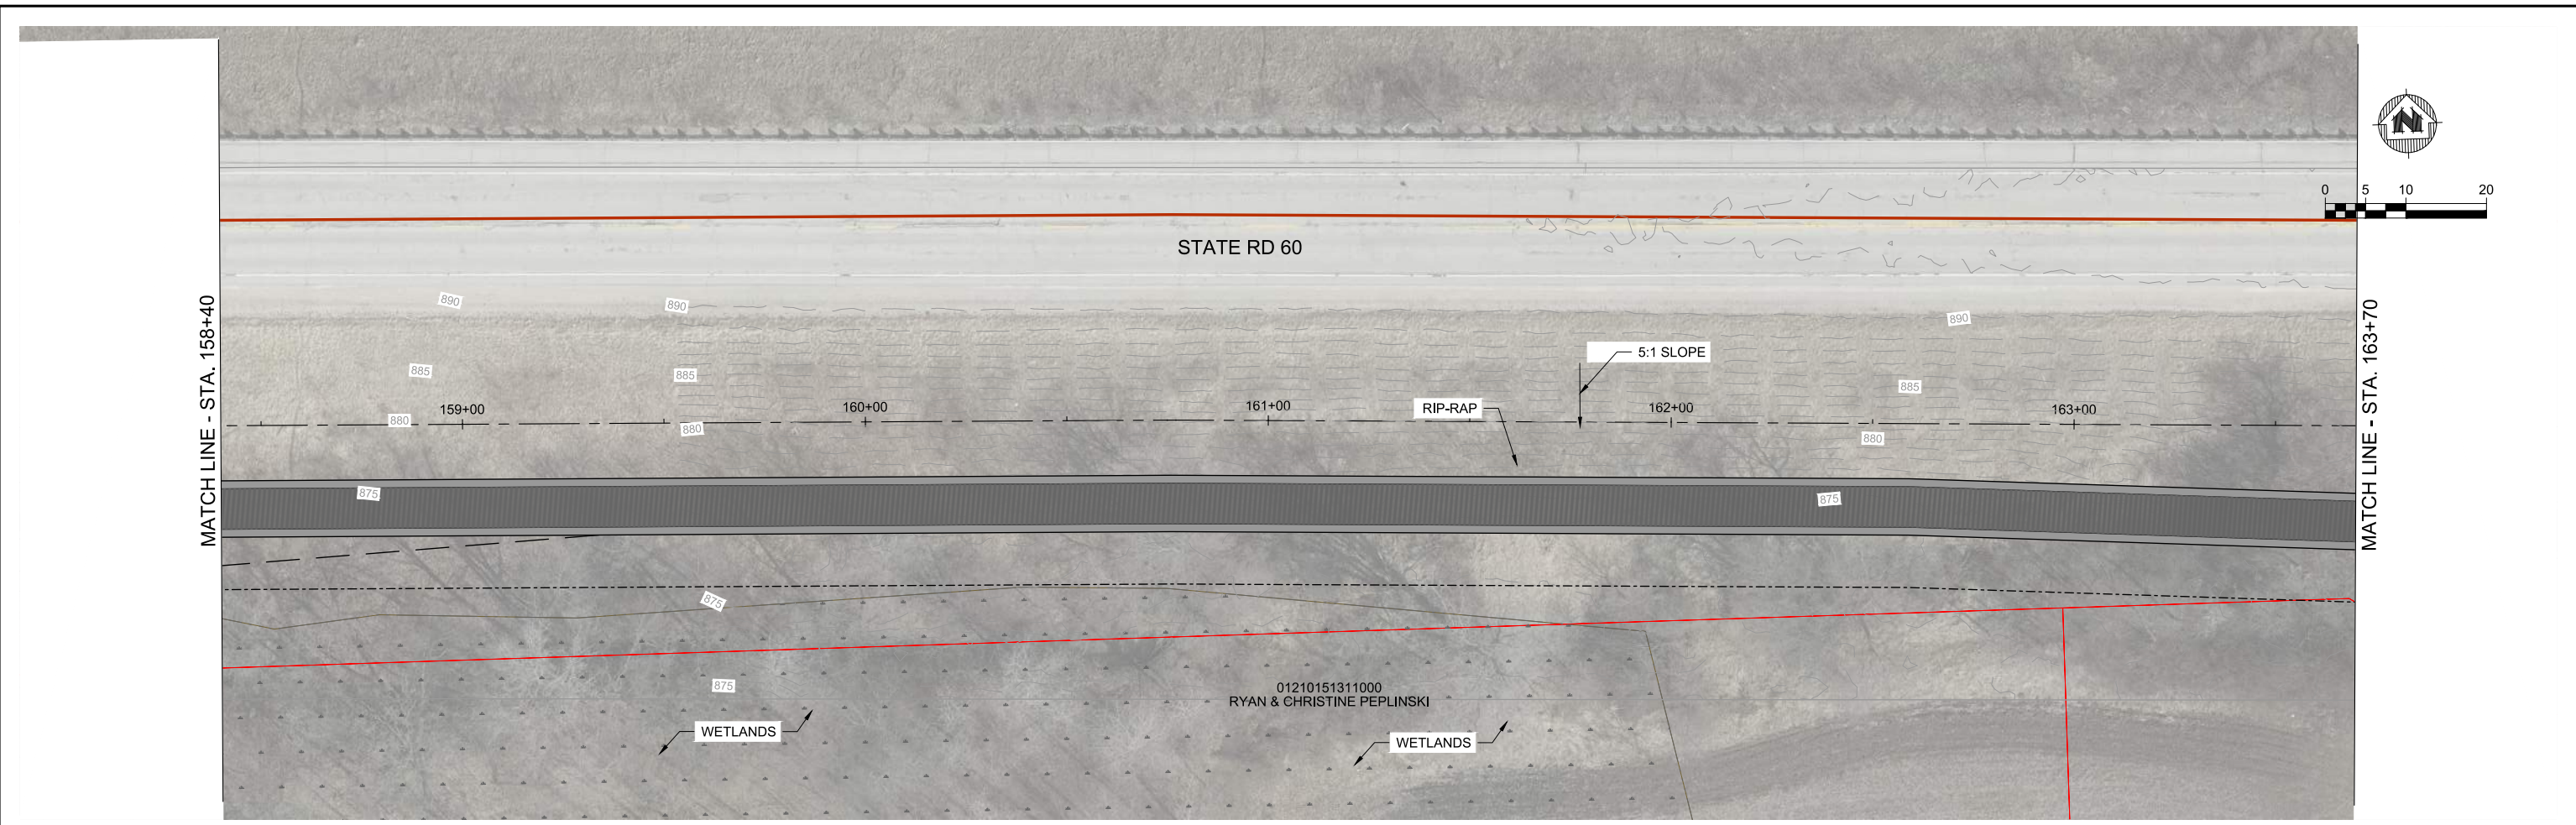 N
0 5 10 20
STATE RD 60
MATCH LINE - STA. 158+40
MATCH LINE - STA. 163+70
890
890
890
5:1 SLOPE
885
885
885
159+00
160+00
161+00
RIP-RAP
162+00
163+00
880
880
880
875
875
875
875
01210151311000
RYAN & CHRISTINE PEPLINSKI
WETLANDS
WETLANDS